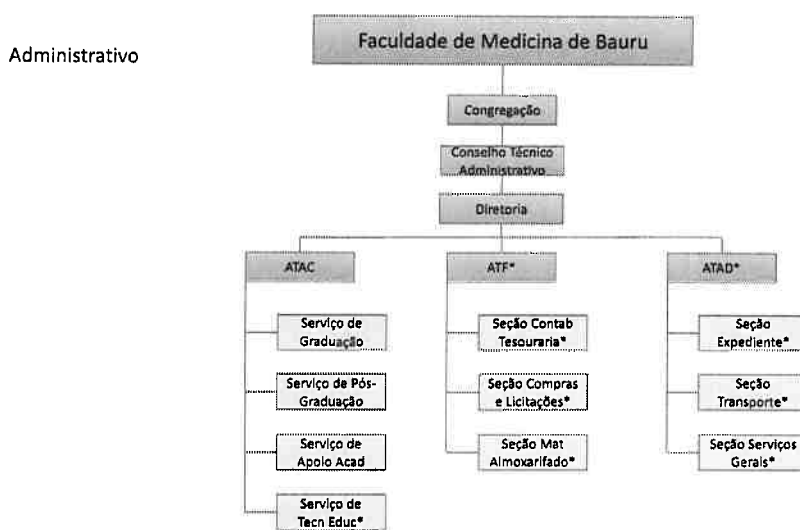 Administrativo
Faculdade de Medicina de Bauru
Congregação
Conselho Técnico
Administrativo
Diretoria
ATAC
ATF*
ATAD*
Serviço de
Graduação
Serviço de Pós-
Graduação
Serviço de
Apoio Acad
Serviço de
Tecn Educ*
Seção Contab
Tesouraria*
Seção Compras
e Licitações*
Seção Mat
Almoxarifado*
Seção
Expediente*
Seção
Transporte*
Seção Serviços
Gerais*